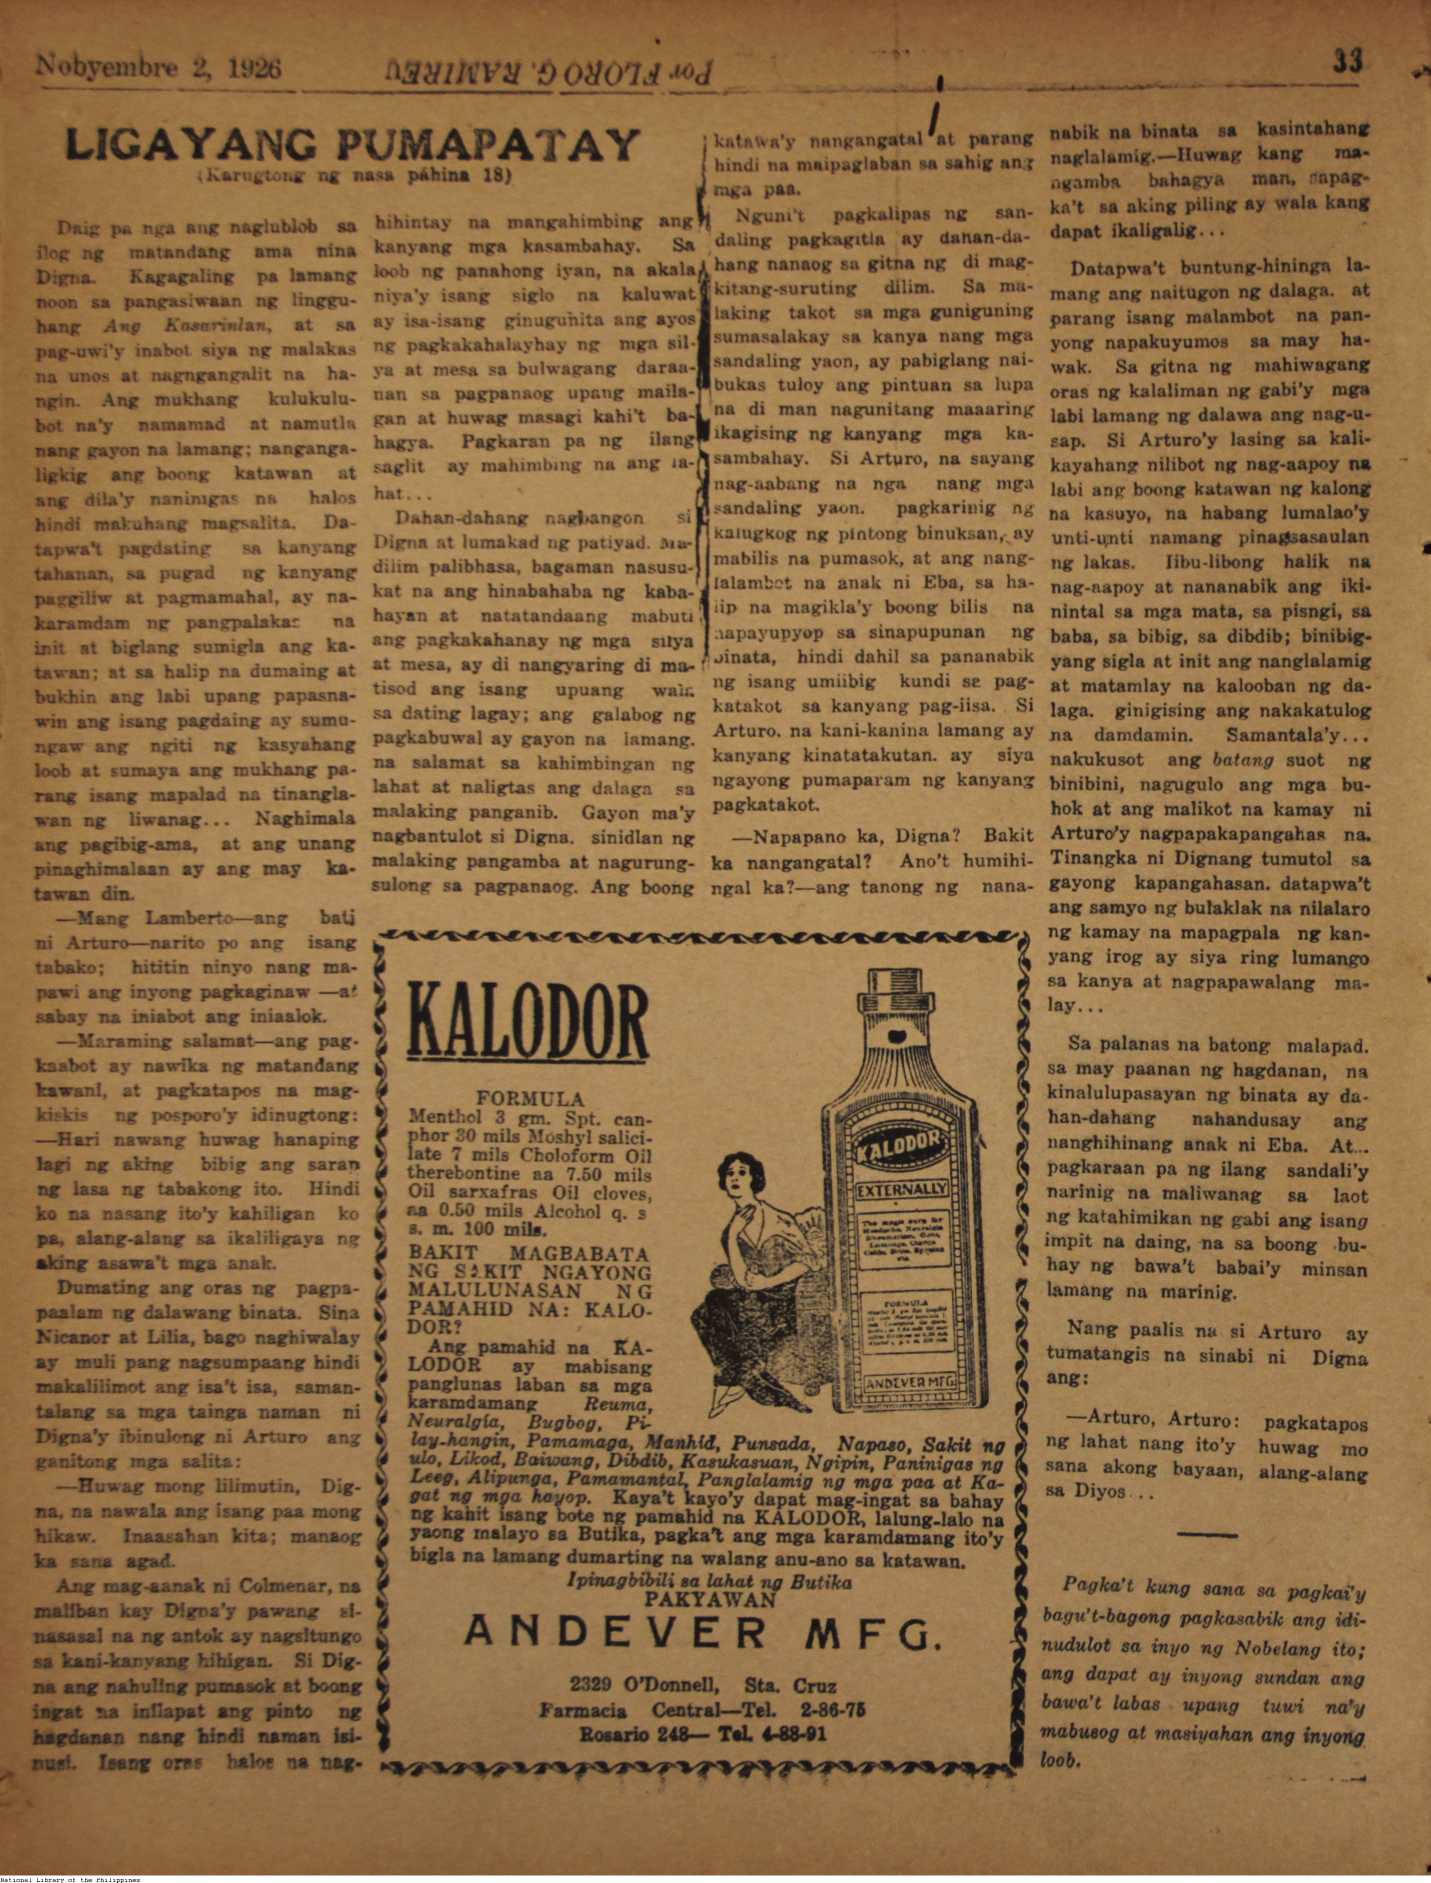 Nobyembre 2, 1926
Por FLORO G. RAMIREU
33
LIGAYANG PUMAPATAY
(Karugtong ng nasa páhina 18)
Daig pa nga ang naglublob sa
ilog ng matandang ama nina
Digna. Kagagaling pa lamang
noon sa pangasiwaan ng linggu-
hang Ang Kasarinlan, at sa
pag-uwi'y inabot siya ng malakas
na unos at nagngangalit na ha-
ngin. Ang mukhang kulukulu-
bot na'y namamad at namutla
nang gayon na lamang; nanganga-
ligkig ang boong katawan at
ang dila'y naninigas na halos
hindi makuhang magsalita. Da-
tapwa't pagdating sa kanyang
tahanan, sa pugad ng kanyang
paggiliw at pagmamahal, ay na-
karamdam ng pangpalakas na
init at biglang sumigla ang ka-
tawan; at sa halip na dumaing at
bukhin ang labi upang papasna-
win ang isang pagdaing ay sumu-
ngaw ang ngiti ng kasyahang
loob at sumaya ang mukhang pa-
rang isang mapalad na tinangla-
wan ng liwanag... Naghimala
ang pagibig-ama, at ang unang
pinaghimalaan ay ang may ka-
tawan din.
—Mang Lamberto—ang bati
ni Arturo—narito po ang isang
tabako; hititin ninyo nang ma-
pawi ang inyong pagkaginaw —at
sabay na iniabot ang iniaalok.
—Maraming salamat—ang pag-
kaabot ay nawika ng matandang
kawani, at pagkatapos na mag-
kiskis ng posporo'y idinugtong:
—Hari nawang huwag hanaping
lagi ng aking bibig ang sarap
ng lasa ng tabakong ito. Hindi
ko na nasang ito'y kahiligan ko
pa, alang-alang sa ikaliligaya ng
aking asawa't mga anak.
Dumating ang oras ng pagpa-
paalam ng dalawang binata. Sina
Nicanor at Lilia, bago naghiwalay
ay muli pang nagsumpaang hindi
makalilimot ang isa't isa, saman-
talang sa mga tainga naman ni
Digna'y ibinulong ni Arturo ang
ganitong mga salita:
—Huwag mong lilimutin, Dig-
na, na nawala ang isang paa mong
hikaw. Inaasahan kita; manaog
ka sana agad.
Ang mag-aanak ni Colmenar, na
maliban kay Digna'y pawang si-
nasasal na ng antok ay nagsitungo
sa kani-kanyang hihigan. Si Dig-
na ang nahuling pumasok at boong
ingat na inilapat ang pinto ng
hagdanan nang hindi naman isi-
nusi. Isang oras halos na nag-
hihintay na mangahimbing ang
kanyang mga kasambahay. Sa
loob ng panahong iyan, na akala
niya'y isang siglo na kaluwat
ay isa-isang ginugunita ang ayos
ng pagkakahalayhay ng mga sil-
ya at mesa sa bulwagang daraa-
nan sa pagpanaog upang maila-
gan at huwag masagi kahi't ba-
hagya. Pagkaran pa ng ilang
saglit ay mahimbing na ang la-
hat...
Dahan-dahang nagbangon si
Digna at lumakad ng patiyad. Ma-
dilim palibhasa, bagaman nasusu-
kat na ang hinabahaba ng kaba-
hayan at natatandaang mabuti
ang pagkakahanay ng mga silya
at mesa, ay di nangyaring di ma-
tisod ang isang upuang wala
sa dating lagay; ang galabog ng
pagkabuwal ay gayon na lamang.
na salamat sa kahimbingan ng
lahat at naligtas ang dalaga sa
malaking panganib. Gayon ma'y
nagbantulot si Digna. sinidlan ng
malaking pangamba at nagurung-
sulong sa pagpanaog. Ang boong
katawa'y nangangatal at parang
hindi na maipaglaban sa sahig ang
mga paa.
Nguni't pagkalipas ng san-
daling pagkagitla ay dahan-da-
hang nanaog sa gitna ng di mag-
kitang-suruting dilim. Sa ma-
laking takot sa mga guniguning
sumasalakay sa kanya nang mga
sandaling yaon, ay pabiglang nai-
bukas tuloy ang pintuan sa lupa
na di man nagunitang maaaring
ikagising ng kanyang mga ka-
sambahay. Si Arturo, na sayang
nag-aabang na nga nang mga
sandaling yaon. pagkarinig ng
kalugkog ng pintong binuksan, ay
mabilis na pumasok, at ang nang-
lalambot na anak ni Eba, sa ha-
lip na magikla'y boong bilis na
napayupyop sa sinapupunan ng
binata, hindi dahil sa pananabik
ng isang umiibig kundi sa pag-
katakot sa kanyang pag-iisa. Si
Arturo. na kani-kanina lamang ay
kanyang kinatatakutan. ay siya
ngayong pumaparam ng kanyang
pagkatakot.
—Napapano ka, Digna? Bakit
ka nangangatal? Ano't humihi-
ngal ka?—ang tanong ng nana-
nabik na binata sa kasintahang
naglalamig.—Huwag kang ma-
ngamba bahagya man, sapag-
ka't sa aking piling ay wala kang
dapat ikaligalig...
Datapwa't buntung-hininga la-
mang ang naitugon ng dalaga. at
parang isang malambot na pan-
yong napakuyumos sa may ha-
wak. Sa gitna ng mahiwagang
oras ng kalaliman ng gabi'y mga
labi lamang ng dalawa ang nag-u-
sap. Si Arturo'y lasing sa kali-
kayahang nilibot ng nag-aapoy na
labi ang boong katawan ng kalong
na kasuyo, na habang lumalao'y
unti-unti namang pinagsasaulan
ng lakas. Iibu-libong halik na
nag-aapoy at nananabik ang iki-
nintal sa mga mata, sa pisngi, sa
baba, sa bibig, sa dibdib; binibig-
yang sigla at init ang nanglalamig
at matamlay na kalooban ng da-
laga. ginigising ang nakakatulog
na damdamin. Samantala'y...
nakukusot ang batang suot ng
binibini, nagugulo ang mga bu-
hok at ang malikot na kamay ni
Arturo'y nagpapakapangahas na.
Tinangka ni Dignang tumutol sa
gayong kapangahasan. datapwa't
ang samyo ng bulaklak na nilalaro
ng kamay na mapagpala ng kan-
yang irog ay siya ring lumango
sa kanya at nagpapawalang ma-
lay...
Sa palanas na batong malapad.
sa may paanan ng hagdanan, na
kinalulupasayan ng binata ay da-
han-dahang nahandusay ang
nanghihinang anak ni Eba. At...
pagkaraan pa ng ilang sandali'y
narinig na maliwanag sa laot
ng katahimikan ng gabi ang isang
impit na daing, na sa boong bu-
hay ng bawa't babai'y minsan
lamang na marinig.
Nang paalis na si Arturo ay
tumatangis na sinabi ni Digna
ang:
—Arturo, Arturo: pagkatapos
ng lahat nang ito'y huwag mo
sana akong bayaan, alang-alang
sa Diyos...
Pagka't kung sana sa pagkai'y
bagu't-bagong pagkasabik ang idi-
nudulot sa inyo ng Nobelang ito;
ang dapat ay inyong sundan ang
bawa't labas upang tuwi na'y
mabusog at masiyahan ang inyong
loob.
KALODOR
FORMULA
Menthol 3 gm. Spt. can-
phor 30 mils Moshyl salici-
late 7 mils Choloform Oil
therebontine aa 7.50 mils
Oil sarxafras Oil cloves,
aa 0.50 mils Alcohol q. s
s. m. 100 mils.
BAKIT MAGBABATA
NG SAKIT NGAYONG
MALULUNASAN NG
PAMAHID NA: KALO-
DOR?
Ang pamahid na KA-
LODOR ay mabisang
panglunas laban sa mga
karamdamang Reuma,
Neuralgia, Bugbog, Pi-
lay-hangin, Pamamaga, Manhid, Punsada, Napaso, Sakit ng
ulo, Likod, Baiwang, Dibdib, Kasukasuan, Ngipin, Paninigas ng
Leeg, Alipunga, Pamamantal, Panglalamig ng mga paa at Ka-
gat ng mga hayop. Kaya't kayo'y dapat mag-ingat sa bahay
ng kahit isang bote ng pamahid na KALODOR, lalung-lalo na
yaong malayo sa Butika, pagka't ang mga karamdamang ito'y
bigla na lamang dumarting na walang anu-ano sa katawan.
Ipinagbibili sa lahat ng Butika
PAKYAWAN
ANDEVER MFG.
2329 O'Donnell, Sta. Cruz
Farmacia Central—Tel. 2-86-75
Rosario 248— Tel. 4-88-91
KALODOR
EXTERNALLY
FORMULA
ANDEVER MFG
National Library of the Philippines